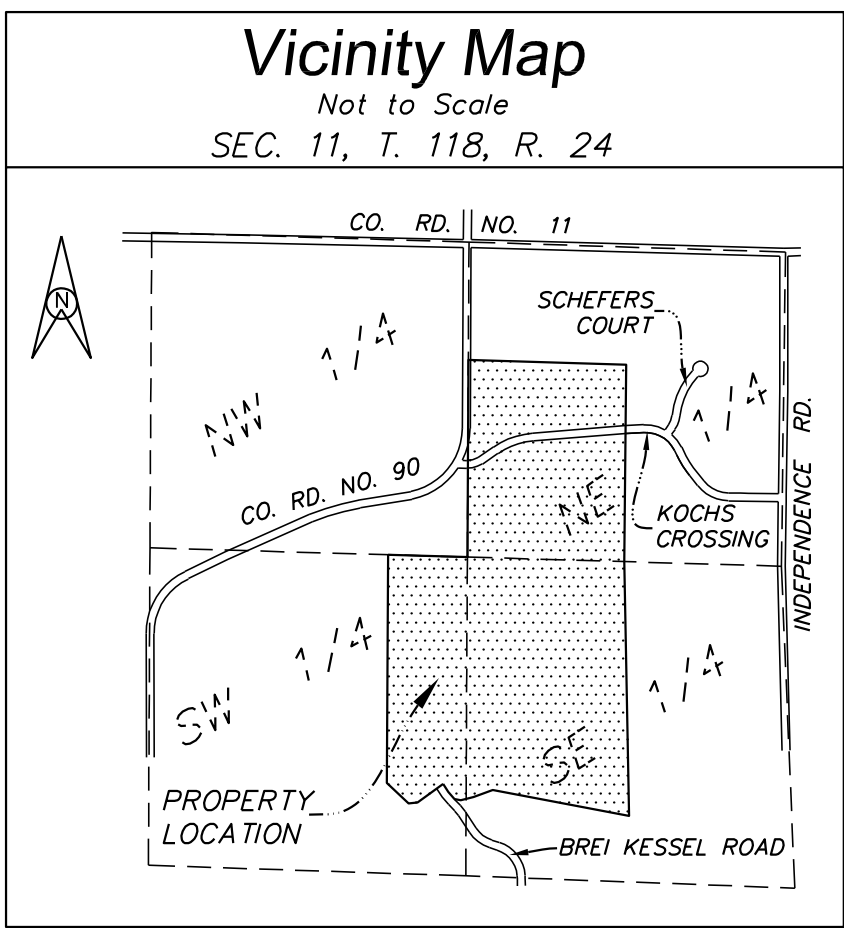 Vicinity Map
Not to Scale
SEC. 11, T. 118, R. 24
CO. RD. NO. 11
N
SCHEFERS
COURT
NW 1/4
1/4
CO. RD. NO. 90
NE
KOCHS
CROSSING
INDEPENDENCE RD.
SW 1/4
1/4
SE
PROPERTY
LOCATION
BREI KESSEL ROAD